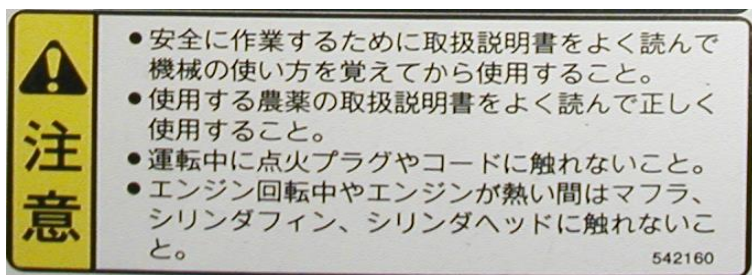 注意
●安全に作業するために取扱説明書をよく読んで
機械の使い方を覚えてから使用すること。
●使用する農薬の取扱説明書をよく読んで正しく
使用すること。
●運転中に点火プラグやコードに触れないこと。
●エンジン回転中やエンジンが熱い間はマフラ、
シリンダフィン、シリンダヘッドに触れないこ
と。
542160